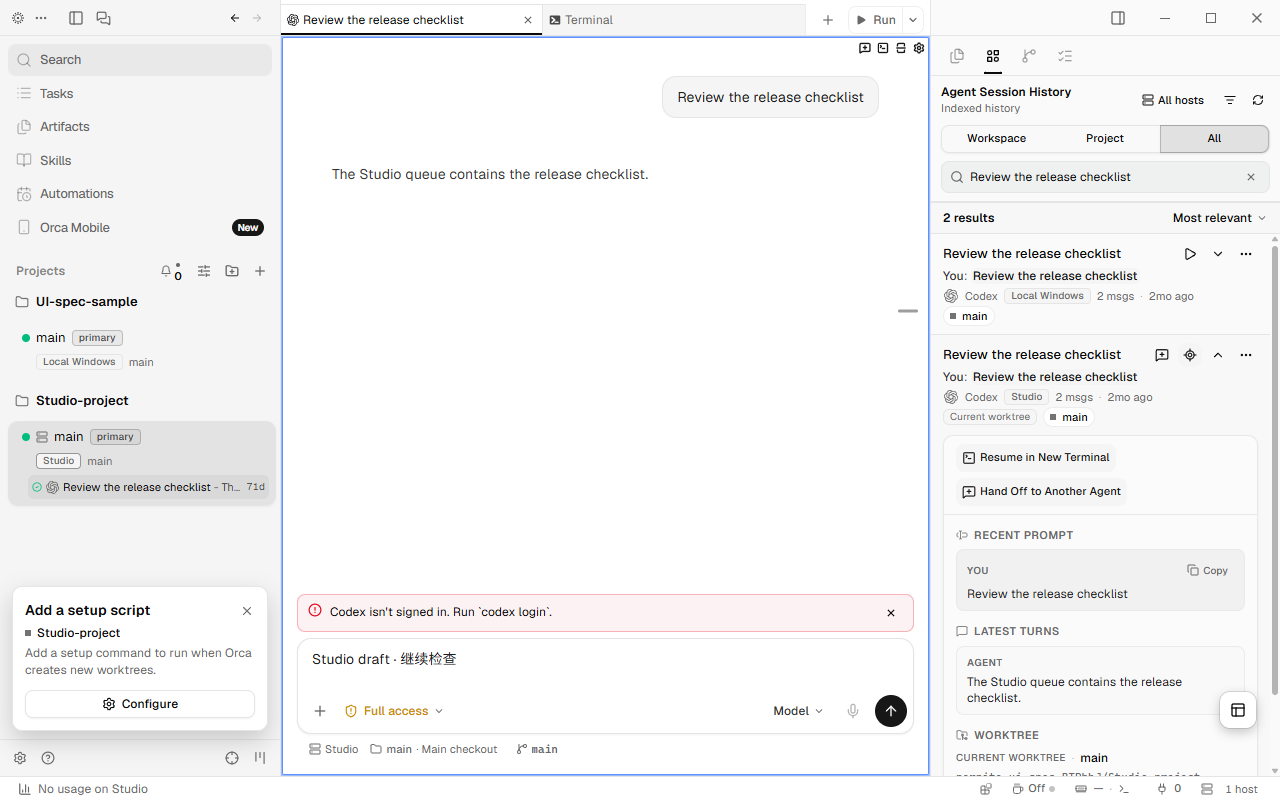 Review the release checklist
Terminal
Run
Search
Tasks
Artifacts
Skills
Automations
Orca Mobile
New
Projects
0
UI-spec-sample
main primary
Local Windows main
Studio-project
main primary
Studio main
Review the release checklist - Th... 71d
Add a setup script
Studio-project
Add a setup command to run when Orca
creates new worktrees.
Configure
No usage on Studio
Review the release checklist
The Studio queue contains the release checklist.
Codex isn't signed in. Run `codex login`.
Studio draft · 继续检查
Full access
Model
Studio main · Main checkout main
Agent Session History
Indexed history
All hosts
Workspace Project All
Review the release checklist
2 results
Most relevant
Review the release checklist
You: Review the release checklist
Codex Local Windows 2 msgs · 2mo ago
main
Review the release checklist
You: Review the release checklist
Codex Studio 2 msgs · 2mo ago
Current worktree main
Resume in New Terminal
Hand Off to Another Agent
RECENT PROMPT
YOU
Copy
Review the release checklist
LATEST TURNS
AGENT
The Studio queue contains the release
checklist.
WORKTREE
CURRENT WORKTREE · main
Off
0
1 host